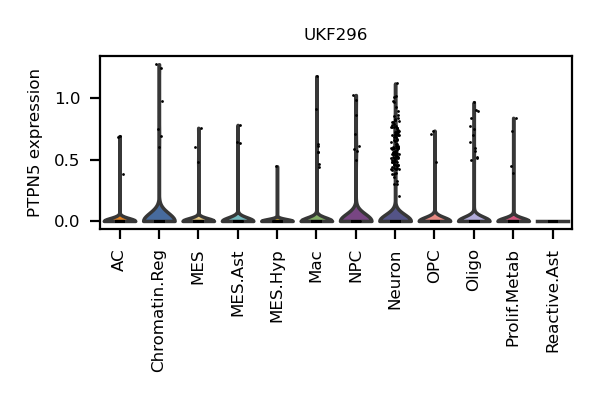 UKF296
PTPN5 expression
1.0
0.5
0.0
AC
Chromatin.Reg
MES
MES.Ast
MES.Hyp
Mac
NPC
Neuron
OPC
Oligo
Prolif.Metab
Reactive.Ast